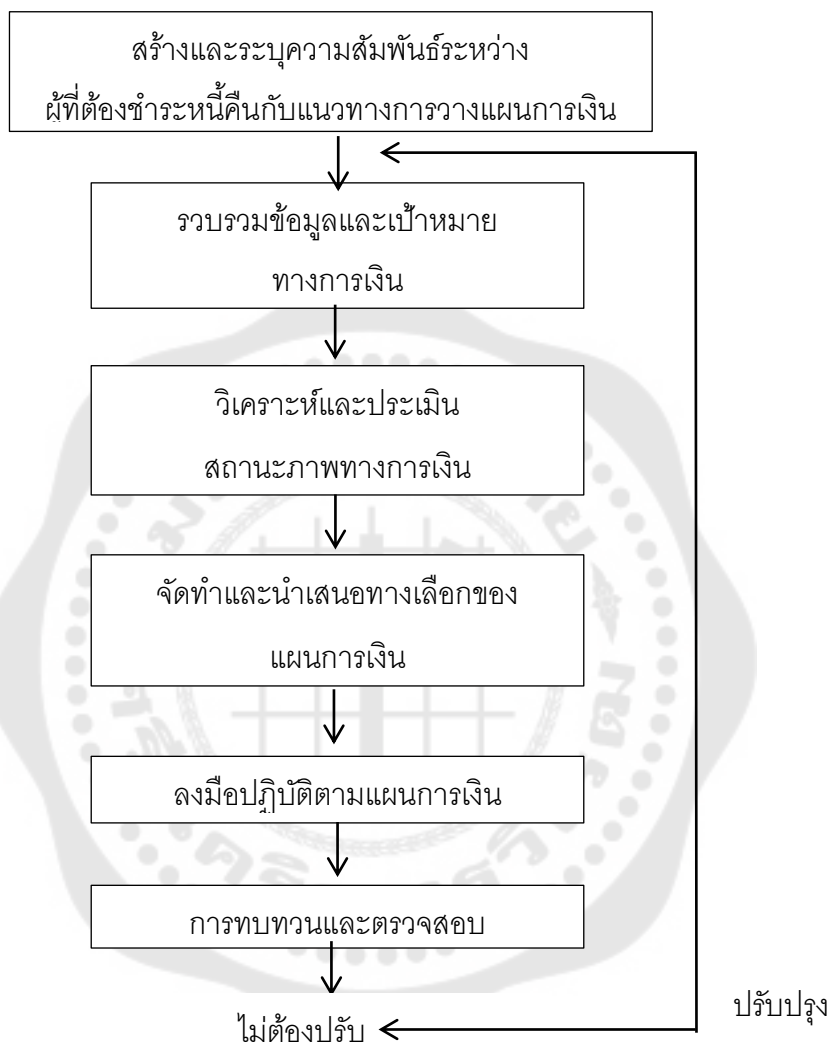 สร้างและระบุความสัมพันธ์ระหว่าง
ผู้ที่ต้องชำระหนี้คืนกับแนวทางการวางแผนการเงิน
รวบรวมข้อมูลและเป้าหมาย
ทางการเงิน
วิเคราะห์และประเมิน
สถานะภาพทางการเงิน
จัดทำและนำเสนอทางเลือกของ
แผนการเงิน
ลงมือปฏิบัติตามแผนการเงิน
การทบทวนและตรวจสอบ
ปรับปรุง
ไม่ต้องปรับ